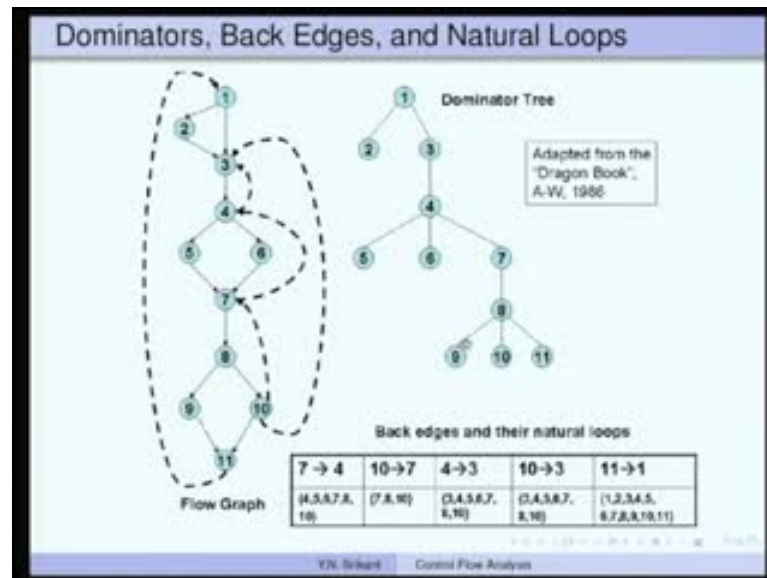 Dominators, Back Edges, and Natural Loops
1
2
3
4
5
6
7
8
9
10
11
Flow Graph
1
Dominator Tree
2
3
4
5
6
7
8
9
10
11
Adapted from the
"Dragon Book",
A-W, 1986
Back edges and their natural loops
7 → 4 10→7 4→3 10→3 11→1
{4,5,6,7,8, {7,8,10} {3,4,5,6,7, {3,4,5,6,7, {1,2,3,4,5,
10} 8,10} 8,10} 6,7,8,9,10,11}
Y.N. Srikant Control Flow Analysis